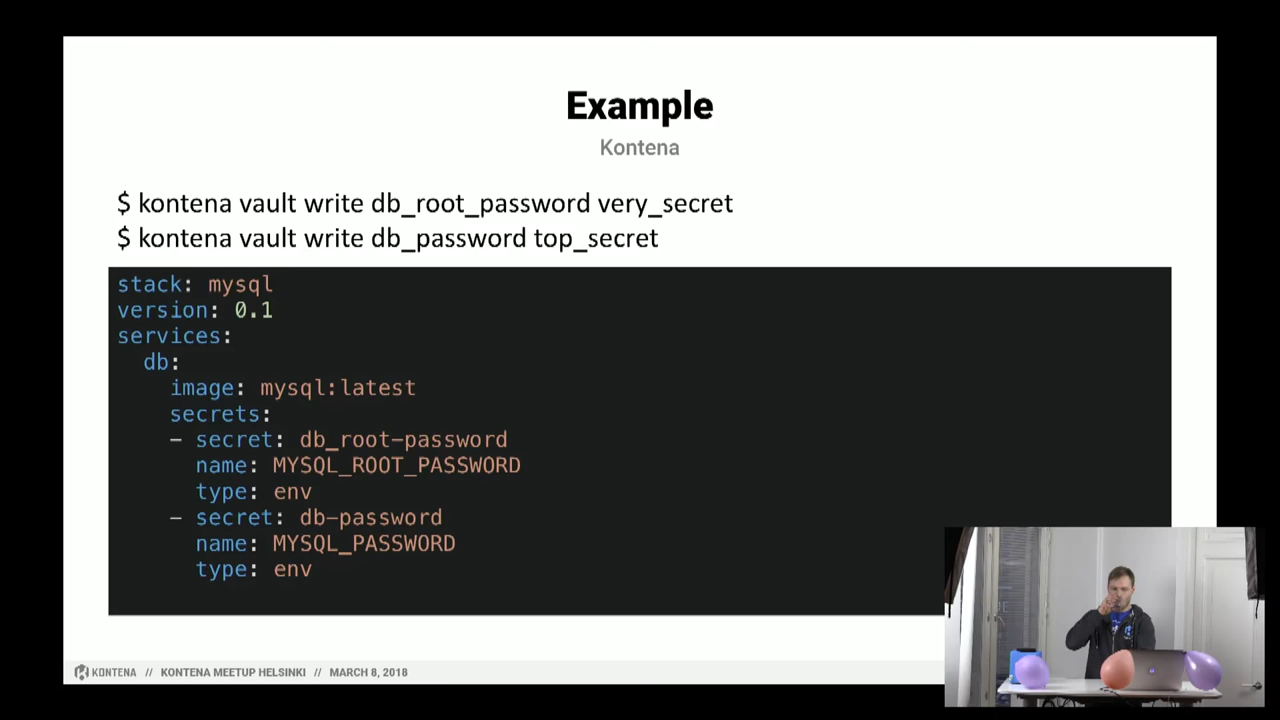 Example
Kontena
$ kontena vault write db_root_password very_secret
$ kontena vault write db_password top_secret
stack: mysql
version: 0.1
services:
  db:
    image: mysql:latest
    secrets:
    - secret: db_root-password
      name: MYSQL_ROOT_PASSWORD
      type: env
    - secret: db-password
      name: MYSQL_PASSWORD
      type: env
KONTENA // KONTENA MEETUP HELSINKI // MARCH 8, 2018